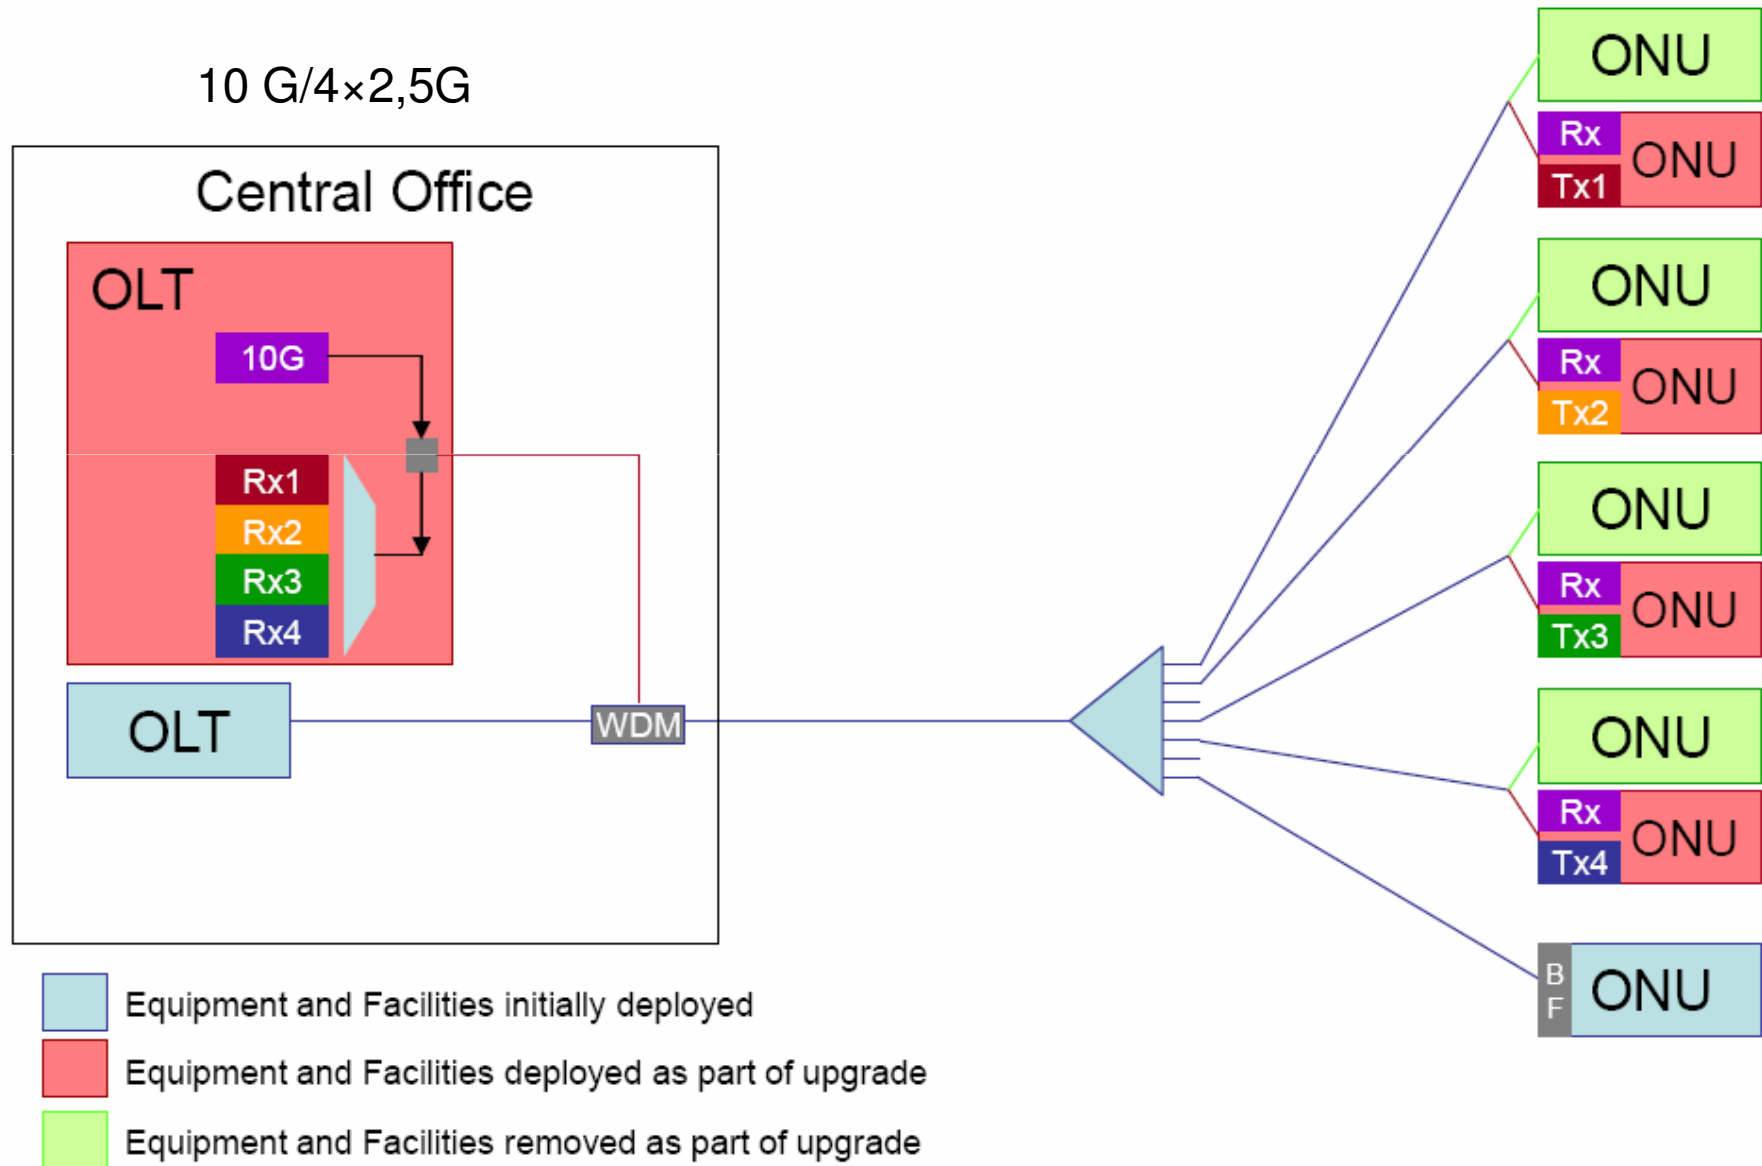 10 G/4×2,5G
Central Office
OLT
10G
Rx1
Rx2
Rx3
Rx4
OLT
WDM
ONU
Rx
ONU
Tx1
ONU
Rx
ONU
Tx2
ONU
Rx
ONU
Tx3
ONU
Rx
ONU
Tx4
B
F
ONU
Equipment and Facilities initially deployed
Equipment and Facilities deployed as part of upgrade
Equipment and Facilities removed as part of upgrade